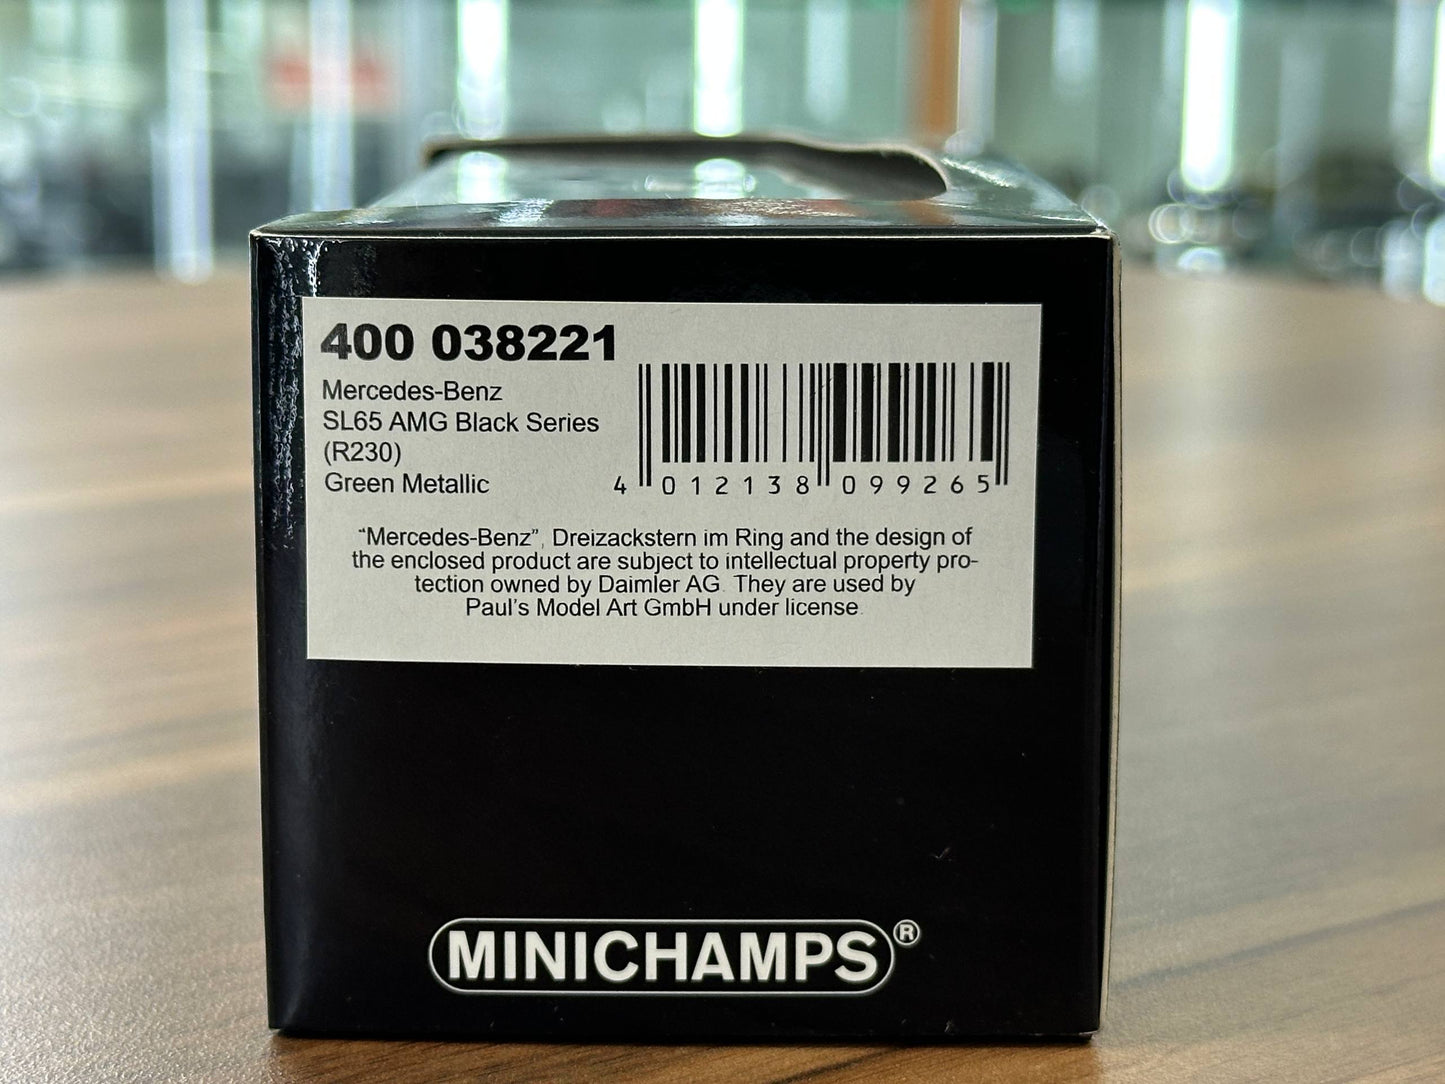 400 038221
Mercedes-Benz
SL65 AMG Black Series
(R230)
Green Metallic
4 012138 099265
"Mercedes-Benz", Dreizackstern im Ring and the design of
the enclosed product are subject to intellectual property pro-
tection owned by Daimler AG. They are used by
Paul's Model Art GmbH under license.
MINICHAMPS®